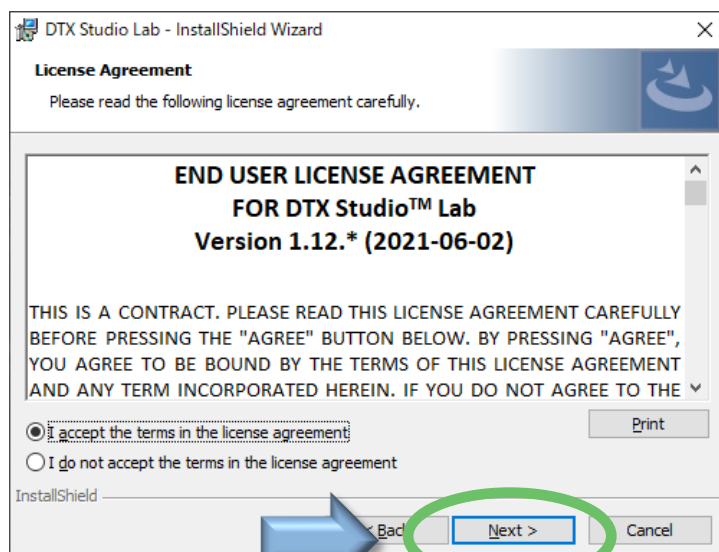 DTX Studio Lab - InstallShield Wizard
License Agreement
Please read the following license agreement carefully.
END USER LICENSE AGREEMENT
FOR DTX Studio™ Lab
Version 1.12.* (2021-06-02)
THIS IS A CONTRACT. PLEASE READ THIS LICENSE AGREEMENT CAREFULLY
BEFORE PRESSING THE "AGREE" BUTTON BELOW. BY PRESSING "AGREE",
YOU AGREE TO BE BOUND BY THE TERMS OF THIS LICENSE AGREEMENT
AND ANY TERM INCORPORATED HEREIN. IF YOU DO NOT AGREE TO THE
I accept the terms in the license agreement
Print
I do not accept the terms in the license agreement
InstallShield
< Back Next > Cancel